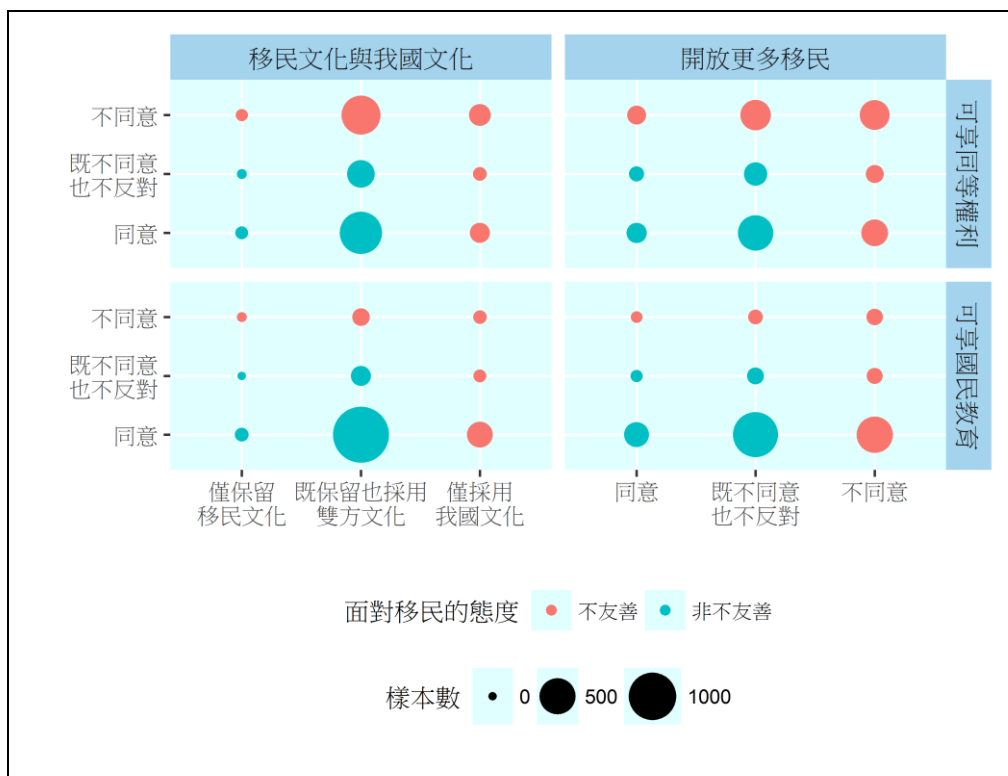 移民文化與我國文化
開放更多移民
不同意
既不同意
也不反對
同意
可享同等權利
不同意
既不同意
也不反對
同意
可享國民教育
僅保留
移民文化
既保留也採用
雙方文化
僅採用
我國文化
同意
既不同意
也不反對
不同意
面對移民的態度 不友善 非不友善
樣本數 0 500 1000